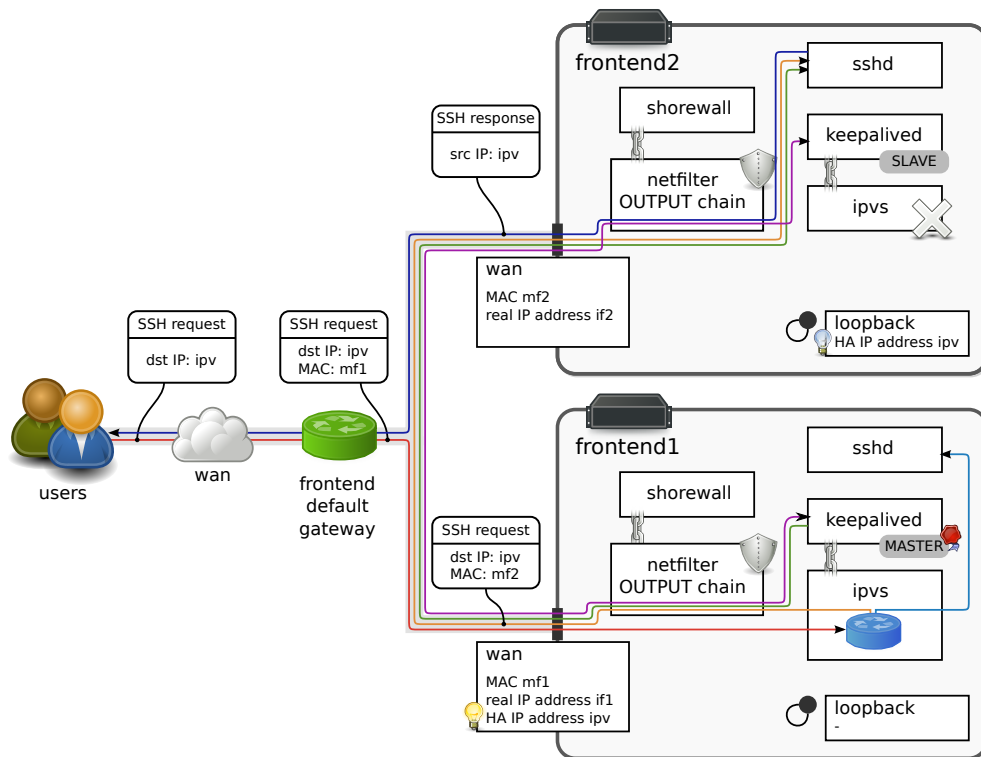 frontend2
sshd
shorewall
keepalived
SLAVE
netfilter
OUTPUT chain
ipvs
SSH response
src IP: ipv
wan
MAC mf2
real IP address if2
loopback
HA IP address ipv
SSH request
dst IP: ipv
SSH request
dst IP: ipv
MAC: mf1
users
wan
frontend
default
gateway
frontend1
sshd
shorewall
keepalived
MASTER
netfilter
OUTPUT chain
ipvs
SSH request
dst IP: ipv
MAC: mf2
wan
MAC mf1
real IP address if1
HA IP address ipv
loopback
-